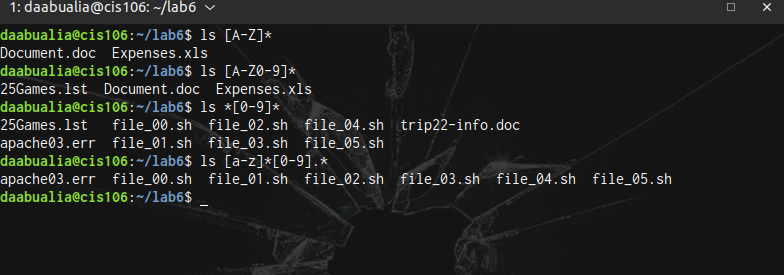 1: daabualia@cis106: ~/lab6
daabualia@cis106:~/lab6$ ls [A-Z]*
Document.doc  Expenses.xls
daabualia@cis106:~/lab6$ ls [A-Z0-9]*
25Games.lst  Document.doc  Expenses.xls
daabualia@cis106:~/lab6$ ls *[0-9]*
25Games.lst   file_00.sh  file_02.sh  file_04.sh  trip22-info.doc
apache03.err  file_01.sh  file_03.sh  file_05.sh
daabualia@cis106:~/lab6$ ls [a-z]*[0-9].*
apache03.err  file_00.sh  file_01.sh  file_02.sh  file_03.sh  file_04.sh  file_05.sh
daabualia@cis106:~/lab6$ _